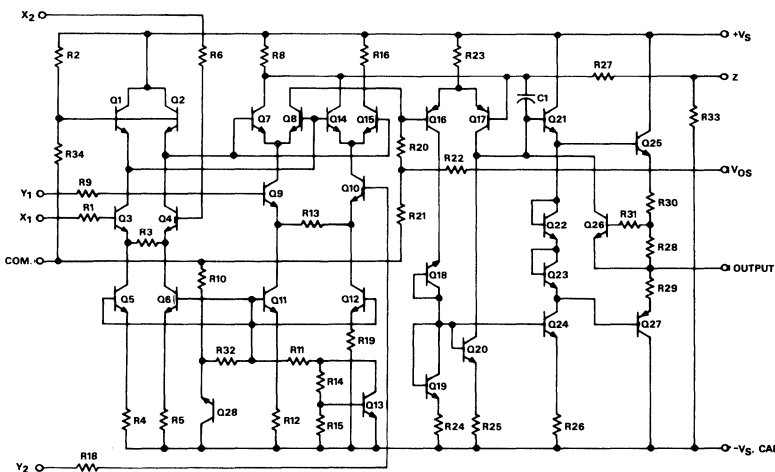 X2
R2
R6
R8
R16
R23
+VS
R27
Z
Q1
Q2
C1
Q7
Q8
Q14
Q15
Q16
Q17
Q21
R33
Q25
R34
R20
R22
VOS
Y1
R9
Q9
Q10
R30
X1
R1
Q3
Q4
R13
R21
Q22
Q26
R31
R3
R28
COM.
OUTPUT
R10
Q18
Q23
R29
Q5
Q6
Q11
Q12
Q24
Q27
R19
Q20
R32
R11
R14
Q19
R4
R5
Q28
R12
R15
Q13
R24
R25
R26
-VS. CAI
Y2
R18